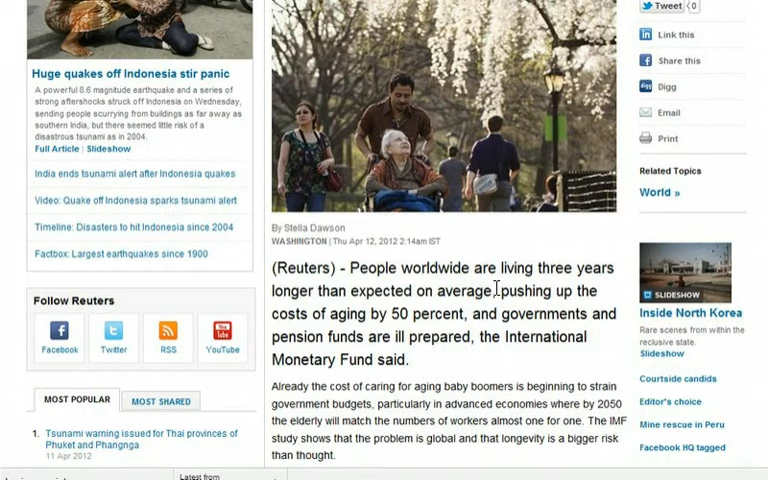 Huge quakes off Indonesia stir panic
A powerful 8.6 magnitude earthquake and a series of
strong aftershocks struck off Indonesia on Wednesday,
sending people scurrying from buildings as far away as
southern India, but there seemed little risk of a
disastrous tsunami as in 2004.
Full Article | Slideshow
India ends tsunami alert after Indonesia quakes
Video: Quake off Indonesia sparks tsunami alert
Timeline: Disasters to hit Indonesia since 2004
Factbox: Largest earthquakes since 1900
Follow Reuters
Facebook
Twitter
RSS
YouTube
MOST POPULAR
MOST SHARED
1. Tsunami warning issued for Thai provinces of
Phuket and Phangnga
11 Apr 2012
By Stella Dawson
WASHINGTON | Thu Apr 12, 2012 2:14am IST
(Reuters) - People worldwide are living three years
longer than expected on average, pushing up the
costs of aging by 50 percent, and governments and
pension funds are ill prepared, the International
Monetary Fund said.
Already the cost of caring for aging baby boomers is beginning to strain
government budgets, particularly in advanced economies where by 2050
the elderly will match the numbers of workers almost one for one. The IMF
study shows that the problem is global and that longevity is a bigger risk
than thought.
Tweet 0
Link this
Share this
digg Digg
Email
Print
Related Topics
World »
SLIDESHOW
Inside North Korea
Rare scenes from within the
reclusive state.
Slideshow
Courtside candids
Editor's choice
Mine rescue in Peru
Facebook HQ tagged
Latest from